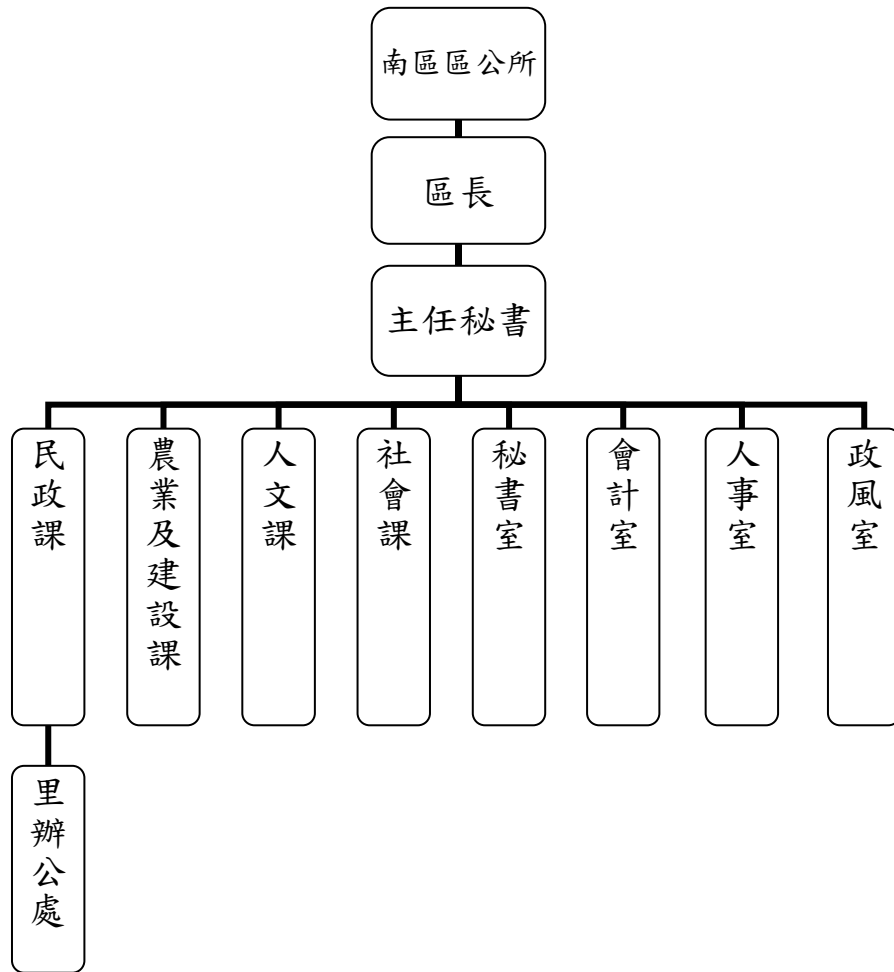 南區區公所
區長
主任秘書
民政課
農業及建設課
人文課
社會課
秘書室
會計室
人事室
政風室
里辦公處